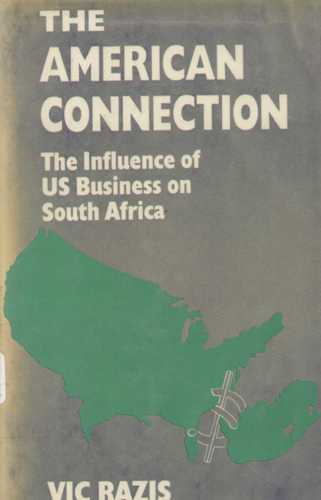 THE
AMERICAN
CONNECTION
The Influence of
US Business on
South Africa
VIC RAZIS